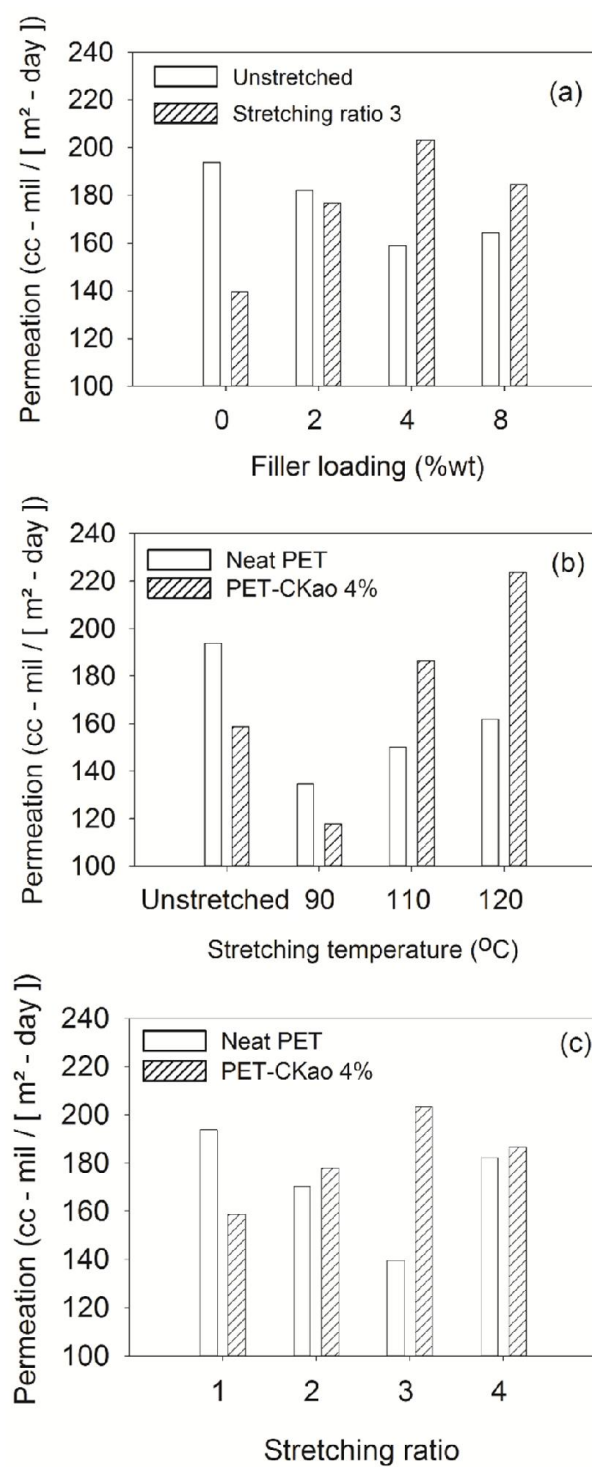 240
220
200
180
160
140
120
100
Permeation (cc - mil / [ m² - day ])
Unstretched
Stretching ratio 3
(a)
0 2 4 8
Filler loading (%wt)
240
220
200
180
160
140
120
100
Permeation (cc - mil / [ m² - day ])
Neat PET
PET-CKao 4%
(b)
Unstretched 90 110 120
Stretching temperature (ᴼC)
240
220
200
180
160
140
120
100
Permeation (cc - mil / [ m² - day ])
Neat PET
PET-CKao 4%
(c)
1 2 3 4
Stretching ratio